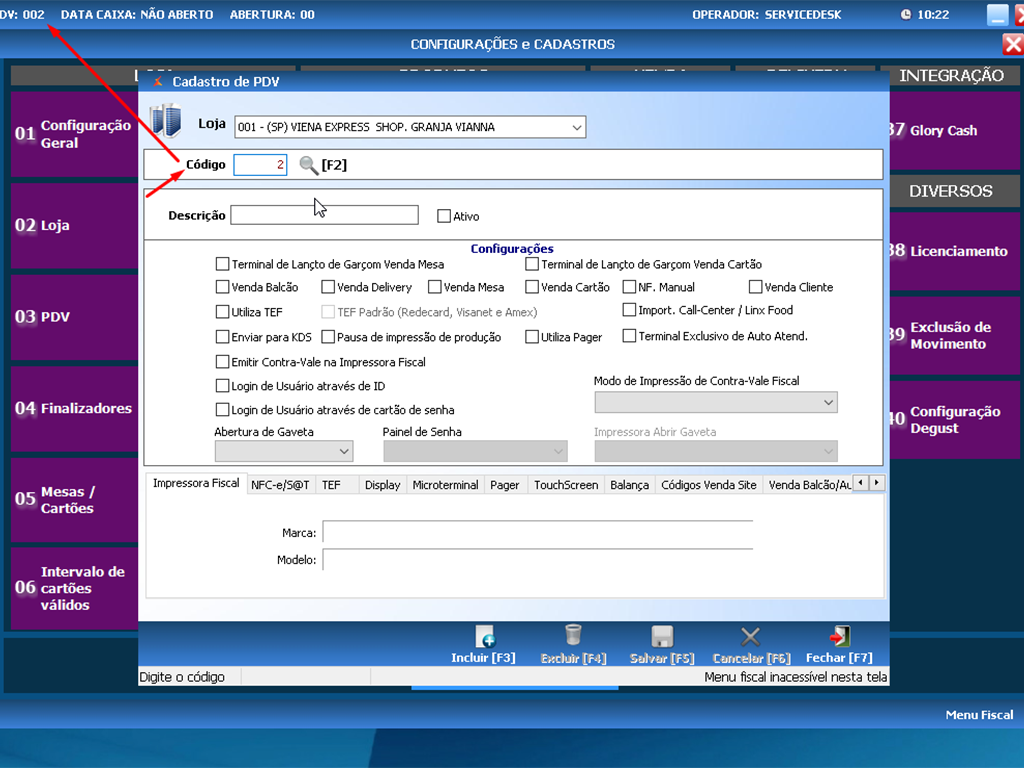 DV: 002 DATA CAIXA: NÃO ABERTO ABERTURA: 00 OPERADOR: SERVICEDESK 10:22
CONFIGURAÇÕES e CADASTROS
INTEGRAÇÃO
Cadastro de PDV
01 Configuração
Geral
02 Loja
03 PDV
04 Finalizadores
05 Mesas /
Cartões
06 Intervalo de
cartões
válidos
37 Glory Cash
DIVERSOS
38 Licenciamento
39 Exclusão de
Movimento
40 Configuração
Degust
Loja 001 - (SP) VIENA EXPRESS SHOP. GRANJA VIANNA
Código 2 [F2]
Descrição Ativo
Configurações
Terminal de Lançto de Garçom Venda Mesa Terminal de Lançto de Garçom Venda Cartão
Venda Balcão Venda Delivery Venda Mesa Venda Cartão NF. Manual Venda Cliente
Utiliza TEF TEF Padrão (Redecard, Visanet e Amex) Import. Call-Center / Linx Food
Enviar para KDS Pausa de impressão de produção Utiliza Pager Terminal Exclusivo de Auto Atend.
Emitir Contra-Vale na Impressora Fiscal
Login de Usuário através de ID Modo de Impressão de Contra-Vale Fiscal
Login de Usuário através de cartão de senha
Abertura de Gaveta Painel de Senha Impressora Abrir Gaveta
Impressora Fiscal NFC-e/S@T TEF Display Microterminal Pager TouchScreen Balança Códigos Venda Site Venda Balcão/Au
Marca:
Modelo:
Incluir [F3] Excluir [F4] Salvar [F5] Cancelar [F6] Fechar [F7]
Digite o código Menu fiscal inacessível nesta tela
Menu Fiscal